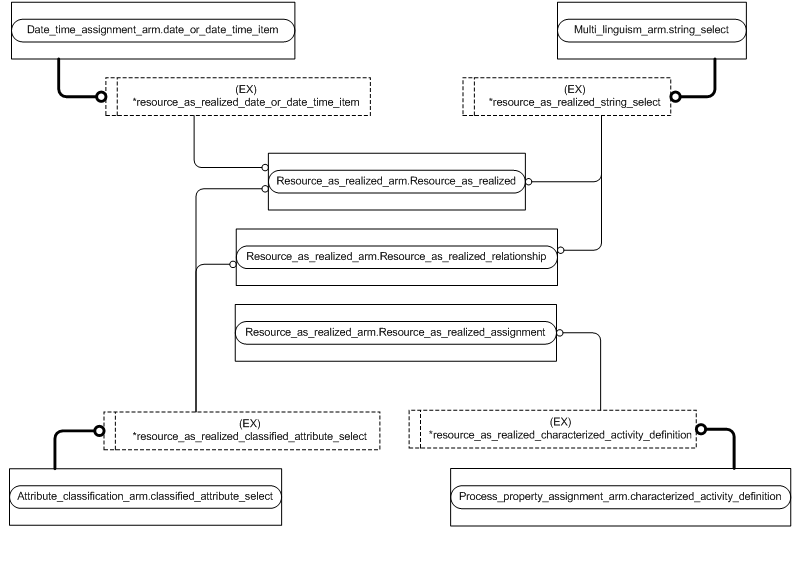 Date_time_assignment_arm.date_or_date_time_item
Multi_linguism_arm.string_select
(EX)
*resource_as_realized_date_or_date_time_item
(EX)
*resource_as_realized_string_select
Resource_as_realized_arm.Resource_as_realized
Resource_as_realized_arm.Resource_as_realized_relationship
Resource_as_realized_arm.Resource_as_realized_assignment
(EX)
*resource_as_realized_classified_attribute_select
(EX)
*resource_as_realized_characterized_activity_definition
Attribute_classification_arm.classified_attribute_select
Process_property_assignment_arm.characterized_activity_definition